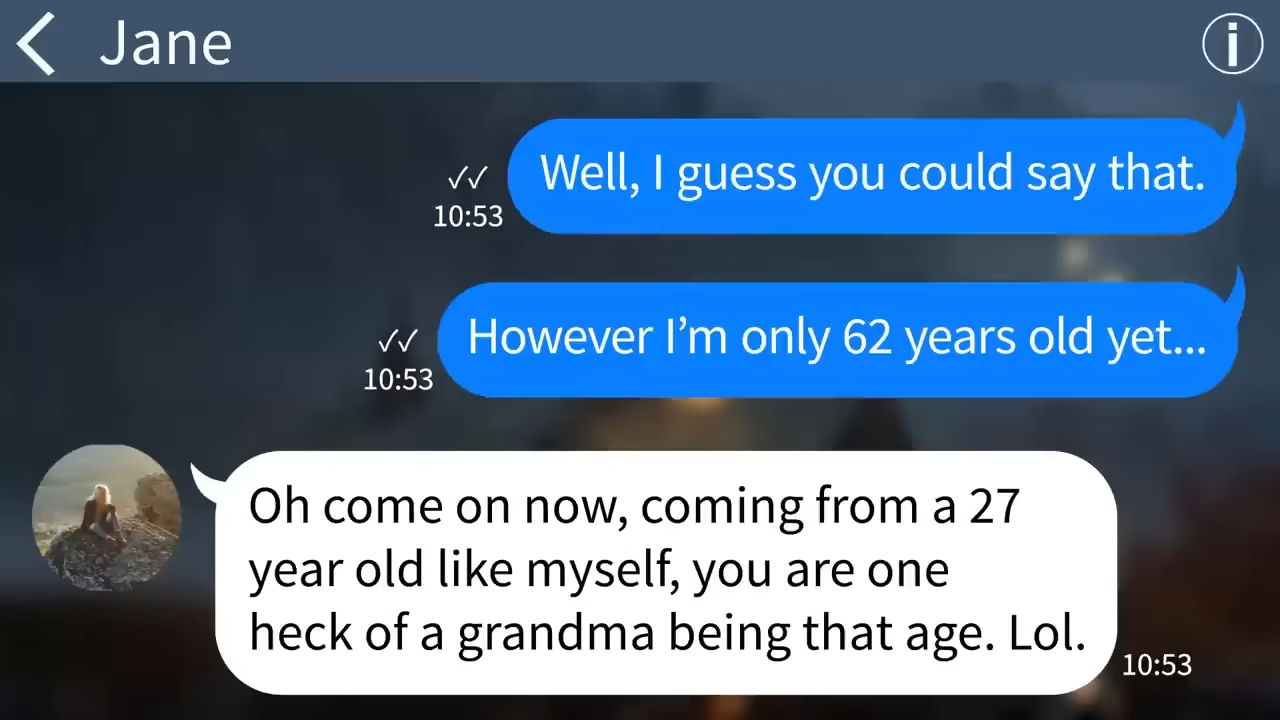 Jane
Well, I guess you could say that.
✓✓
10:53
However I’m only 62 years old yet...
✓✓
10:53
Oh come on now, coming from a 27
year old like myself, you are one
heck of a grandma being that age. Lol.
10:53